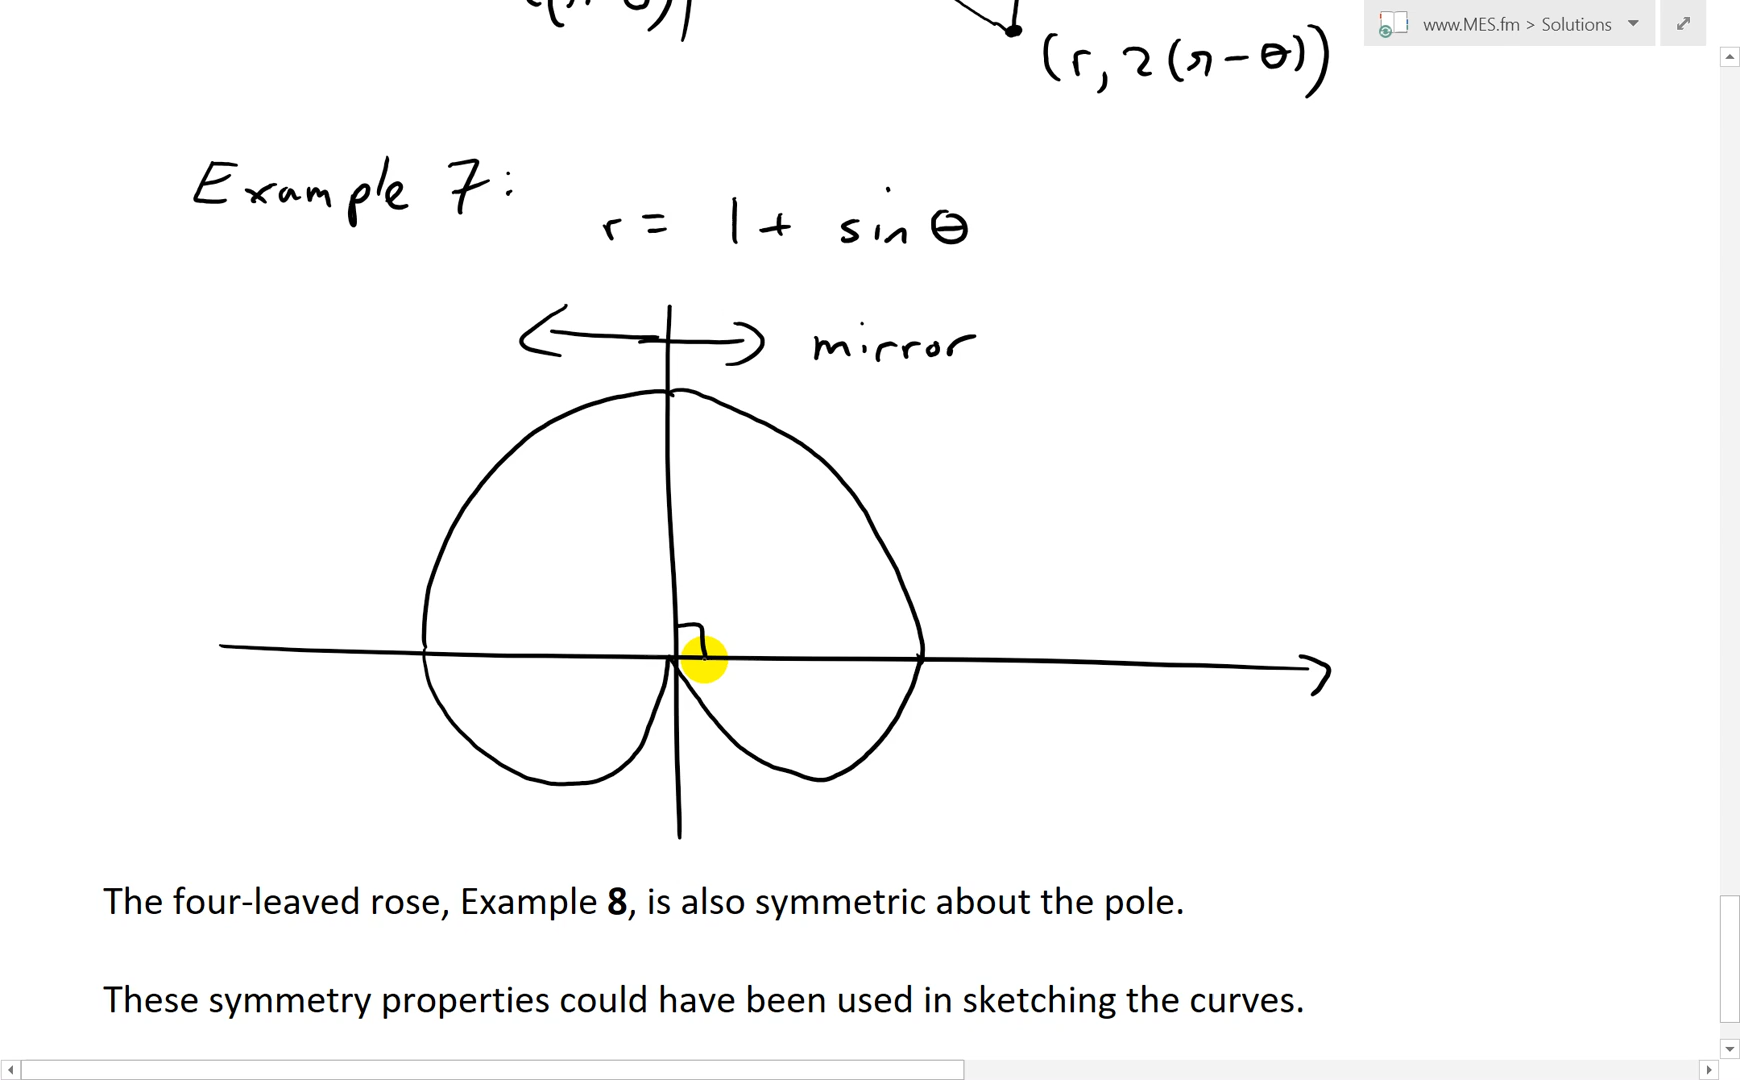 www.MES.fm > Solutions
(r, 2(π-θ))
Example 7:
r = 1 + sin θ
mirror
The four-leaved rose, Example 8, is also symmetric about the pole.
These symmetry properties could have been used in sketching the curves.